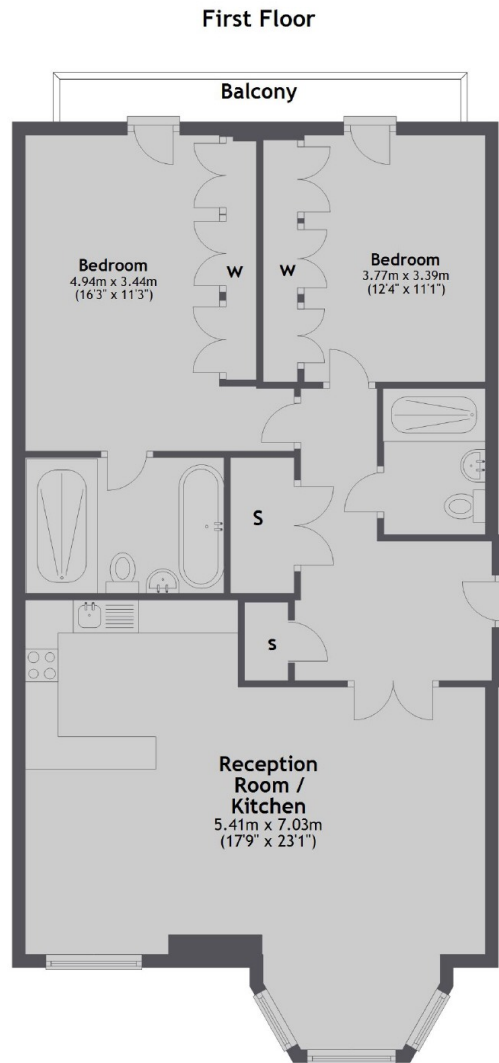 First Floor
Balcony
Bedroom
4.94m x 3.44m
(16'3" x 11'3")
W
W
Bedroom
3.77m x 3.39m
(12'4" x 11'1")
S
S
Reception
Room /
Kitchen
5.41m x 7.03m
(17'9" x 23'1")